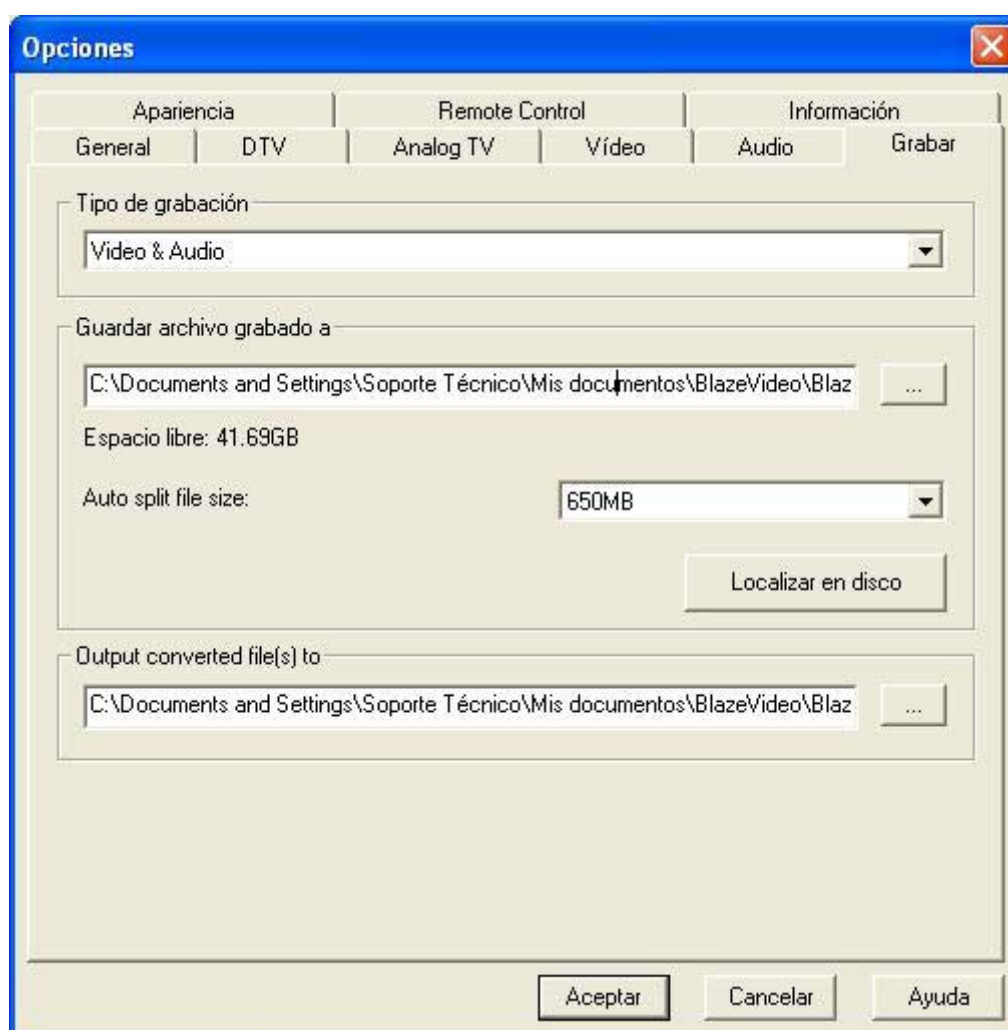 Opciones
Apariencia Remote Control Información
General DTV Analog TV Vídeo Audio Grabar
Tipo de grabación
Video & Audio
Guardar archivo grabado a
C:\Documents and Settings\Soporte Técnico\Mis documentos\BlazeVideo\Blaz ...
Espacio libre: 41.69GB
Auto split file size: 650MB
Localizar en disco
Output converted file(s) to
C:\Documents and Settings\Soporte Técnico\Mis documentos\BlazeVideo\Blaz ...
Aceptar Cancelar Ayuda